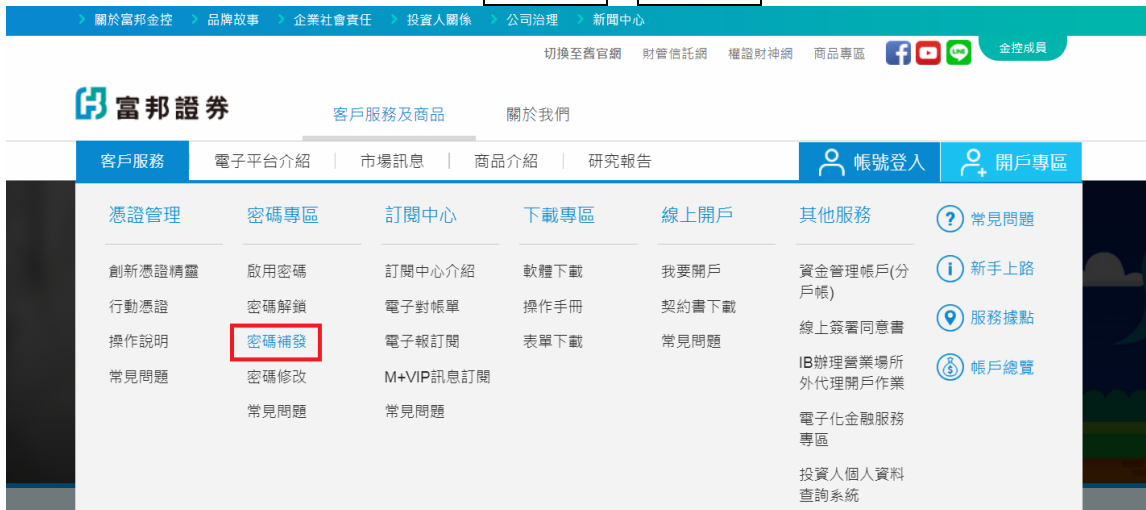 關於富邦金控 品牌故事 企業社會責任 投資人關係 公司治理 新聞中心
切換至舊官網 財管信託網 權證財神網 商品專區 金控成員
富邦證券 客戶服務及商品 關於我們
客戶服務 電子平台介紹 市場訊息 商品介紹 研究報告 帳號登入 開戶專區
憑證管理
創新憑證精靈
行動憑證
操作說明
常見問題
密碼專區
啟用密碼
密碼解鎖
密碼補發
密碼修改
常見問題
訂閱中心
訂閱中心介紹
電子對帳單
電子報訂閱
M+VIP訊息訂閱
常見問題
下載專區
軟體下載
操作手冊
表單下載
線上開戶
我要開戶
契約書下載
常見問題
其他服務
資金管理帳戶(分
戶帳)
線上簽署同意書
IB辦理營業場所
外代理開戶作業
電子化金融服務
專區
投資人個人資料
查詢系統
常見問題
新手上路
服務據點
帳戶總覽